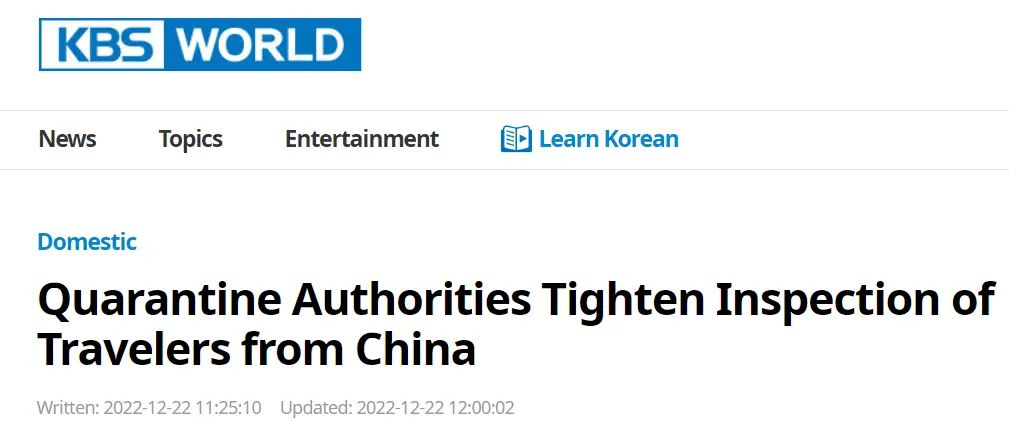 KBS WORLD
News Topics Entertainment Learn Korean
Domestic
Quarantine Authorities Tighten Inspection of
Travelers from China
Written: 2022-12-22 11:25:10 Updated: 2022-12-22 12:00:02